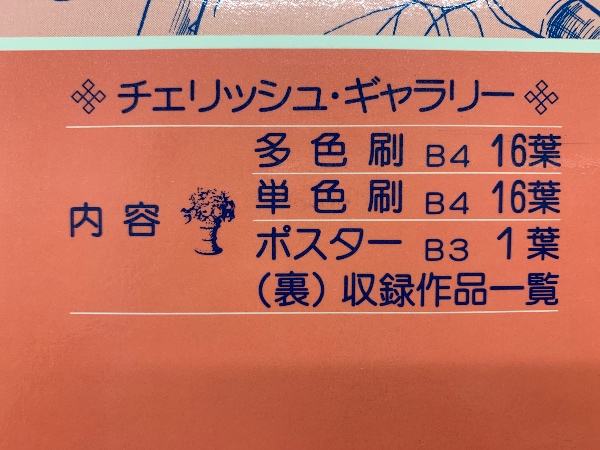 チェリッシュ・ギャラリー
内容
多色刷 B4 16葉
単色刷 B4 16葉
ポスター B3 1葉
(裏) 収録作品一覧